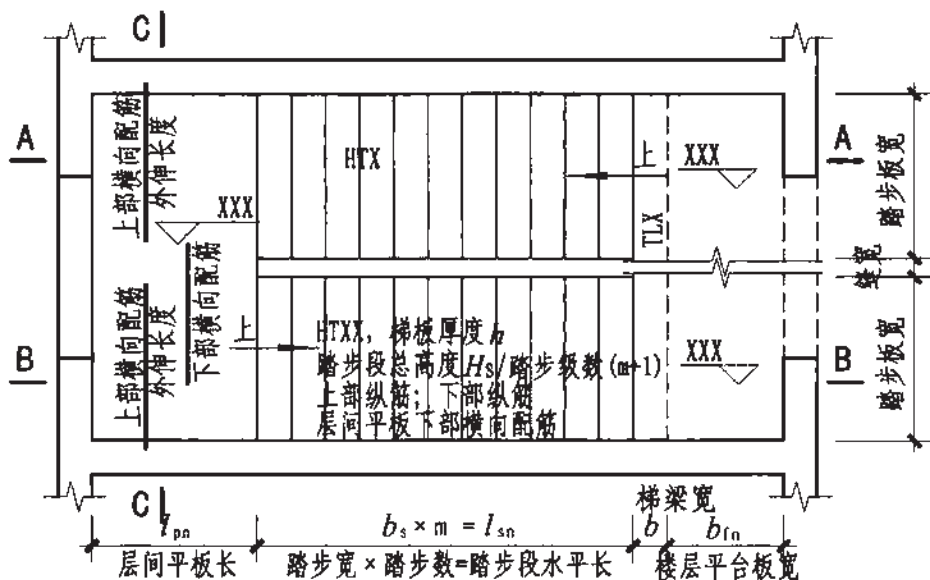 C
A
A
上部横向配筋
外伸长度
HTX
上
XXX
踏步板宽
XXX
TLX
缝宽
下部横向配筋
上部横向配筋
外伸长度
上
HTXX, 梯板厚度h
踏步段总高度Hs/踏步级数(m+1)
上部纵筋; 下部纵筋
层间平板下部横向配筋
XXX
B
B
踏步板宽
C
梯梁宽
lpn
bs × m = lsn
b
bfn
层间平板长
踏步宽×踏步数=踏步段水平长
楼层平台板宽